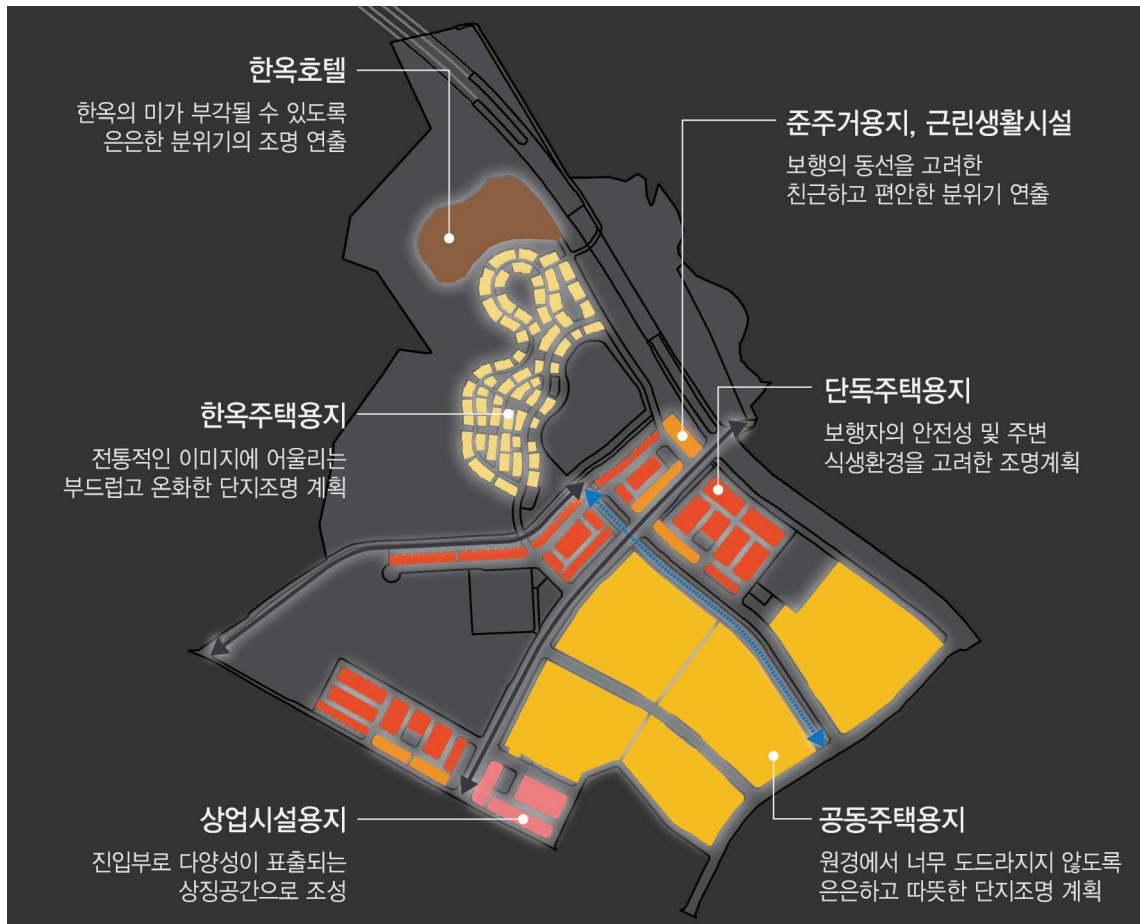 한옥호텔
한옥의 미가 부각될 수 있도록
은은한 분위기의 조명 연출
준주거용지, 근린생활시설
보행의 동선을 고려한
친근하고 편안한 분위기 연출
한옥주택용지
전통적인 이미지에 어울리는
부드럽고 온화한 단지조명 계획
단독주택용지
보행자의 안전성 및 주변
식생환경을 고려한 조명계획
상업시설용지
진입부로 다양성이 표출되는
상징공간으로 조성
공동주택용지
원경에서 너무 도드라지지 않도록
은은하고 따뜻한 단지조명 계획